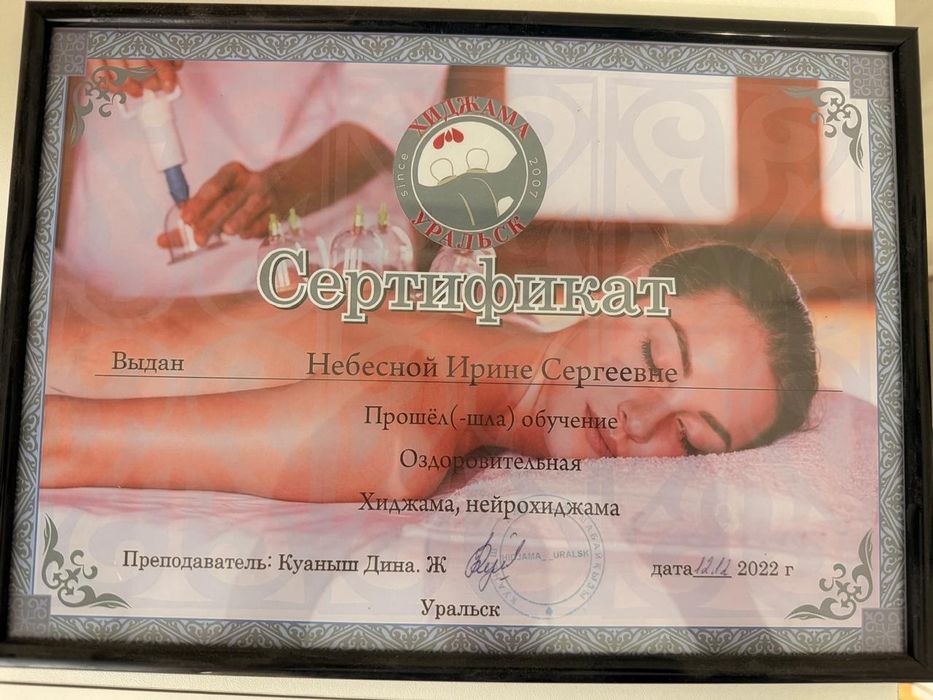 ХИДЖАМА
since 2007
УРАЛЬСК
Сертификат
Выдан Небесной Ирине Сергеевне
Прошёл(-шла) обучение
Оздоровительная
Хиджама, нейрохиджама
Преподаватель: Куаныш Дина. Ж
HIDJAMA__URALSK
дата 12.12 2022 г
Уральск